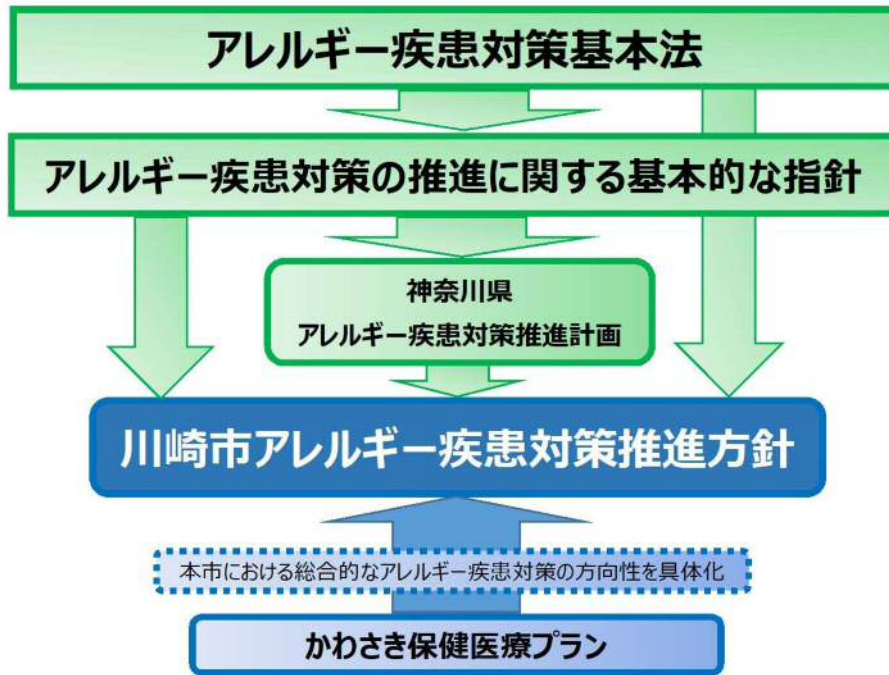 アレルギー疾患対策基本法
アレルギー疾患対策の推進に関する基本的な指針
神奈川県
アレルギー疾患対策推進計画
川崎市アレルギー疾患対策推進方針
本市における総合的なアレルギー疾患対策の方向性を具体化
かわさき保健医療プラン